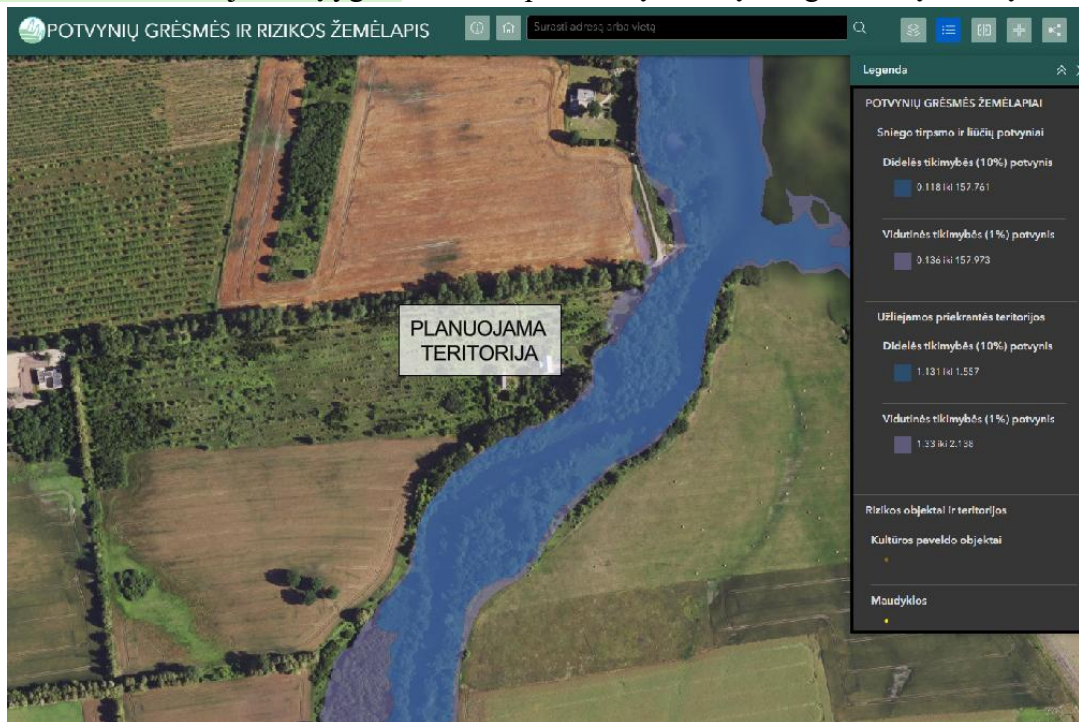 POTVYNIŲ GRĖSMĖS IR RIZIKOS ŽEMĖLAPIS
Surasti adresą arba vietą
Legenda
POTVYNIŲ GRĖSMĖS ŽEMĖLAPIAI
Sniego tirpsmo ir liūčių potvyniai
Didelės tikimybės (10%) potvynis
0.118 iki 157.761
Vidutinės tikimybės (1%) potvynis
0.136 iki 157.973
Užliejamos priekrantės teritorijos
Didelės tikimybės (10%) potvynis
1.131 iki 1.557
Vidutinės tikimybės (1%) potvynis
1.33 iki 2.138
Rizikos objektai ir teritorijos
Kultūros paveldo objektai
Maudyklos
PLANUOJAMA
TERITORIJA